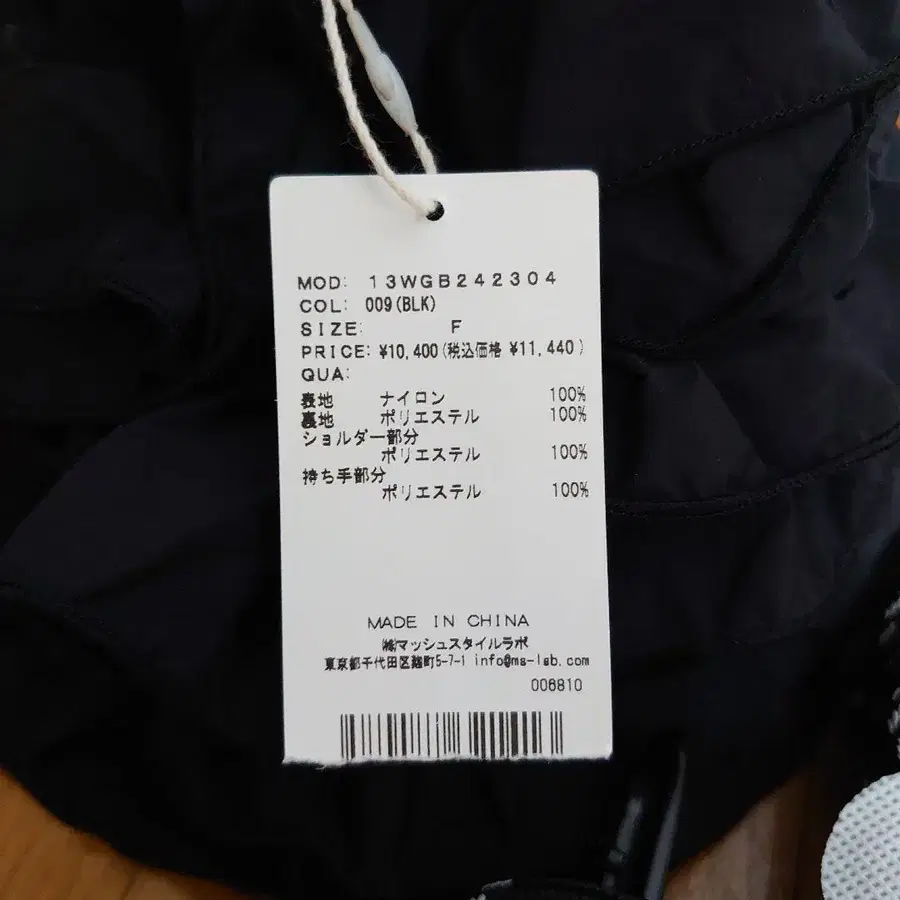 MOD: 13WGB242304
COL: 009(BLK)
SIZE: F
PRICE: ¥10,400(税込価格 ¥11,440)
QUA:
表地 ナイロン 100%
裏地 ポリエステル 100%
ショルダー部分
ポリエステル 100%
持ち手部分
ポリエステル 100%
MADE IN CHINA
㈱マッシュスタイルラボ
東京都千代田区麹町5-7-1 info@ms-lab.com
006810